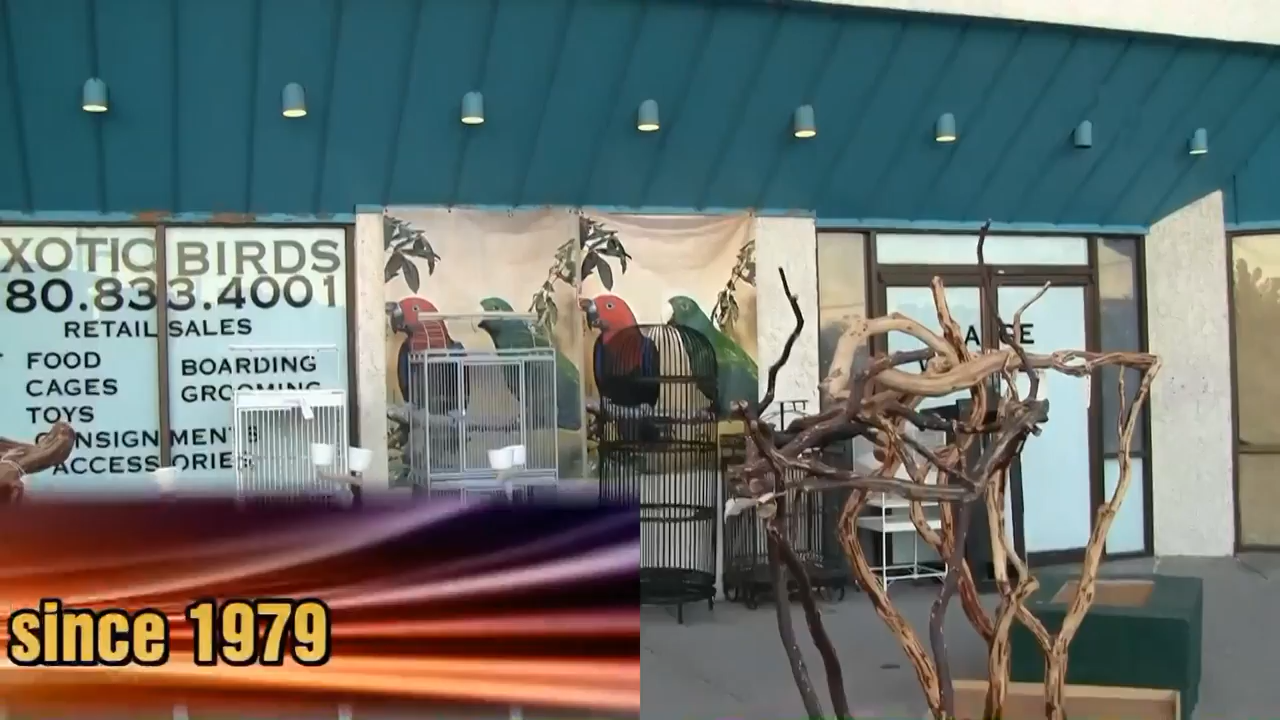 XOTIC BIRDS
80.833.4001
RETAIL SALES
FOOD
BOARDING
CAGES
GROOMING
TOYS
CONSIGNMENTS
ACCESSORIES
since 1979